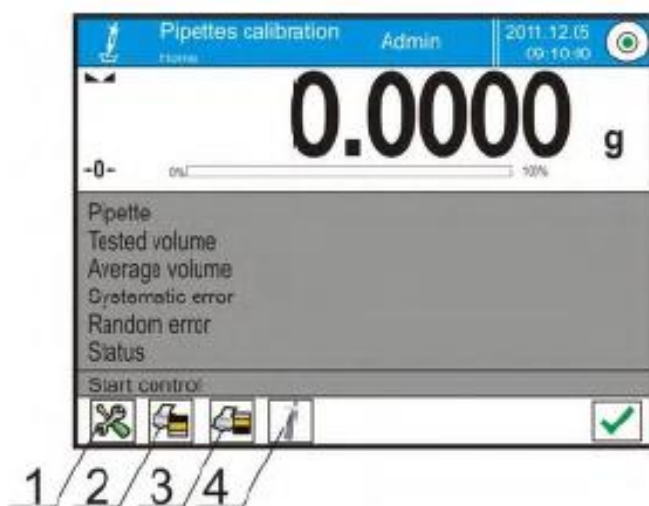 Pipettes calibration
Home
Admin
2011.12.05
09:10:40
0.0000 g
-0-
0%
100%
Pipette
Tested volume
Average volume
Systematic error
Random error
Status
Start control
1 2 3 4